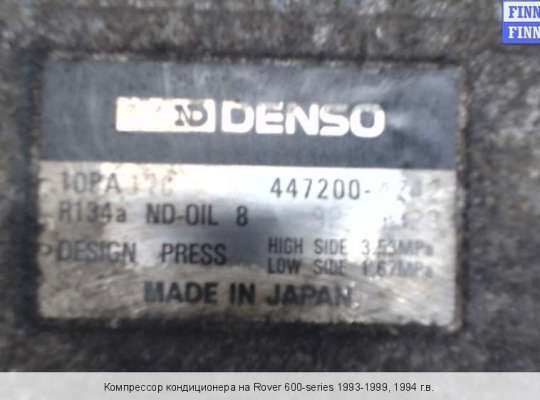 FINN
FINN
ND DENSO
10PA
447200-
R134a ND-OIL 8
DESIGN PRESS
HIGH SIDE 3.53MPa
LOW SIDE 1.67MPa
MADE IN JAPAN
Компрессор кондиционера на Rover 600-series 1993-1999, 1994 г.в.